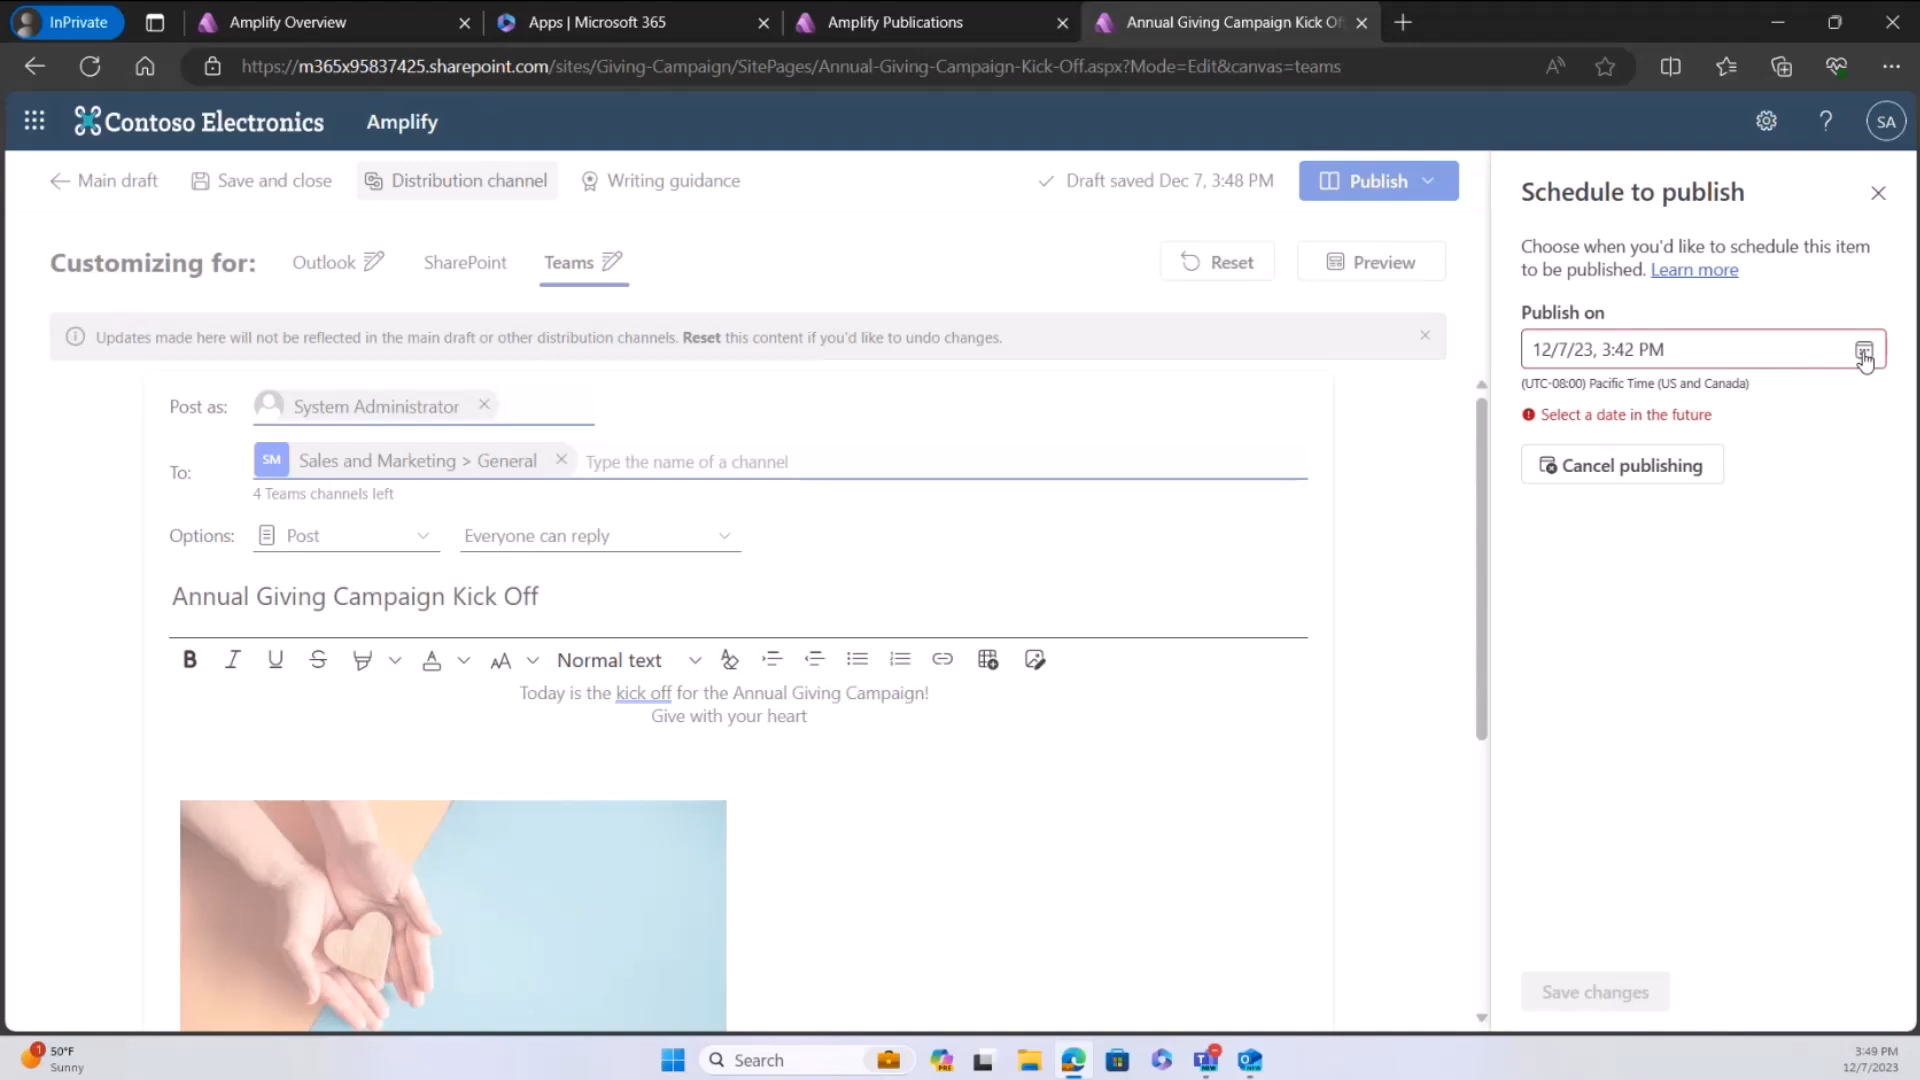 InPrivate
Amplify Overview
Apps | Microsoft 365
Amplify Publications
Annual Giving Campaign Kick Of
https://m365x95837425.sharepoint.com/sites/Giving-Campaign/SitePages/Annual-Giving-Campaign-Kick-Off.aspx?Mode=Edit&canvas=teams
Contoso Electronics
Amplify
?
SA
Main draft
Save and close
Distribution channel
Writing guidance
Draft saved Dec 7, 3:48 PM
Publish
Customizing for:
Outlook
SharePoint
Teams
Reset
Preview
Updates made here will not be reflected in the main draft or other distribution channels. Reset this content if you'd like to undo changes.
Post as:
System Administrator
To:
SM
Sales and Marketing > General
Type the name of a channel
4 Teams channels left
Options:
Post
Everyone can reply
Annual Giving Campaign Kick Off
Normal text
Today is the kick off for the Annual Giving Campaign!
Give with your heart
Schedule to publish
Choose when you'd like to schedule this item
to be published. Learn more
Publish on
12/7/23, 3:42 PM
(UTC-08:00) Pacific Time (US and Canada)
Select a date in the future
Cancel publishing
Save changes
1
50°F
Sunny
Search
PRE
NEW
NEW
3:49 PM
12/7/2023